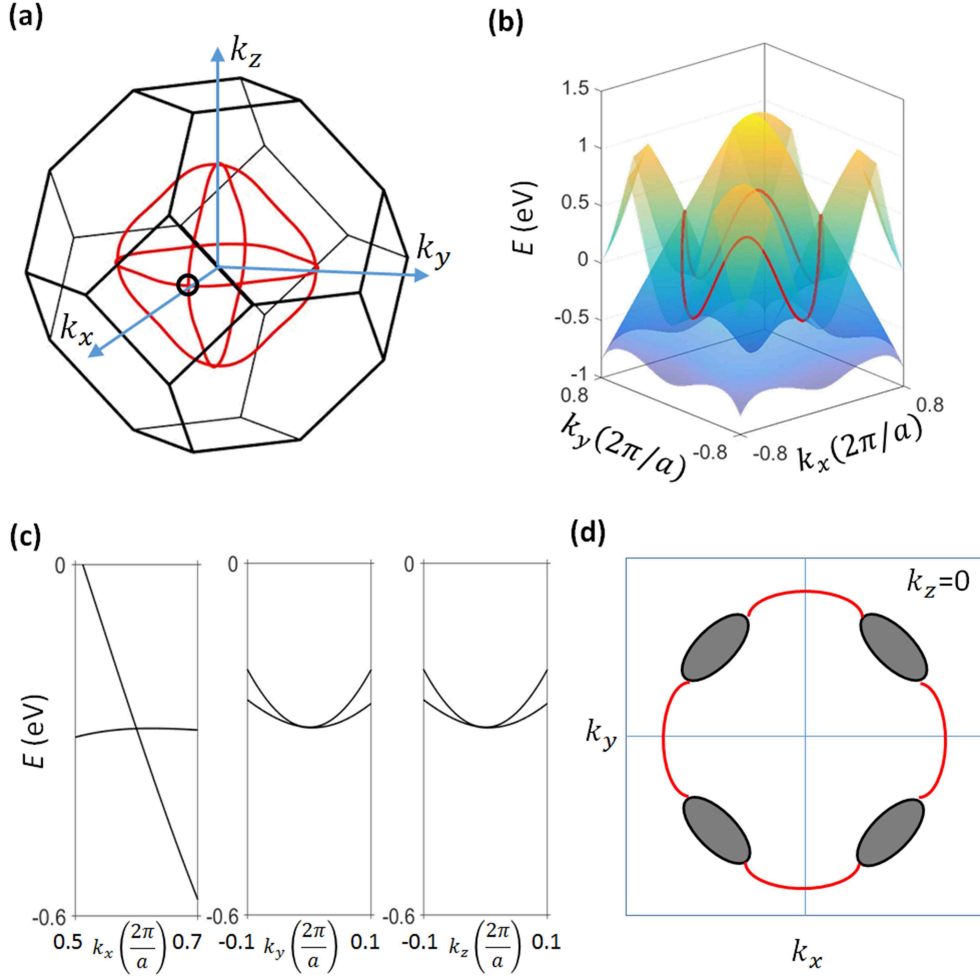 (a)
k_z
k_y
k_x
(b)
1.5
1
0.5
0
-0.5
-1
E (eV)
0.8
-0.8
k_y(2π/a)
-0.8
0.8
k_x(2π/a)
(c)
0
-0.6
E (eV)
0.5 k_x(2π/a) 0.7
0
-0.6
-0.1 k_y(2π/a) 0.1
0
-0.6
-0.1 k_z(2π/a) 0.1
(d)
k_z=0
k_y
k_x